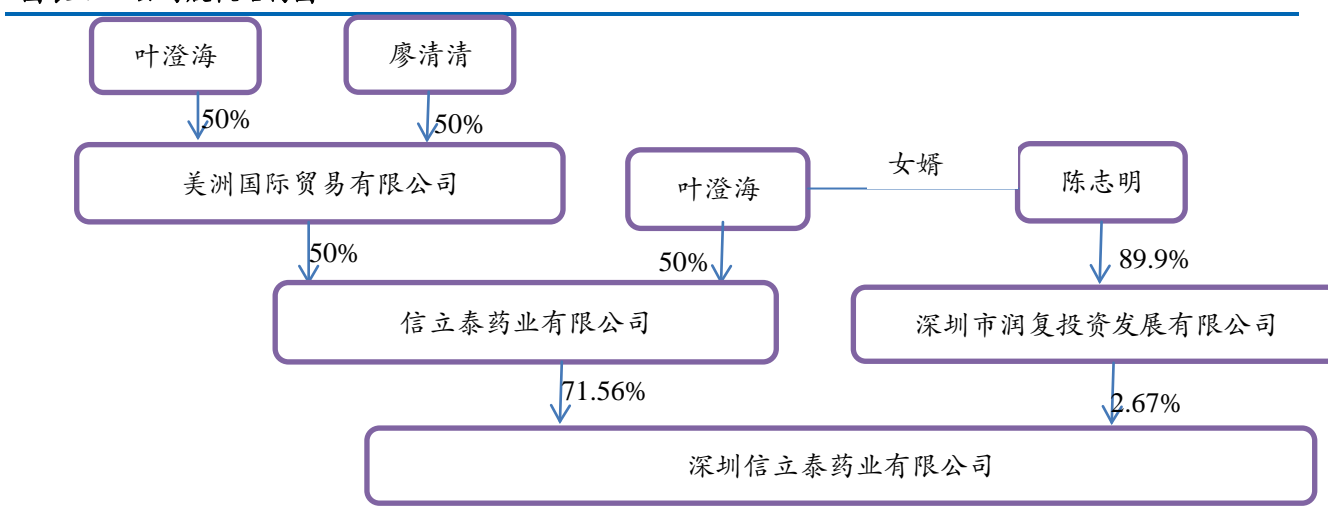 叶澄海
廖清清
50%
50%
美洲国际贸易有限公司
叶澄海
女婿
陈志明
50%
50%
89.9%
信立泰药业有限公司
深圳市润复投资发展有限公司
71.56%
2.67%
深圳信立泰药业有限公司